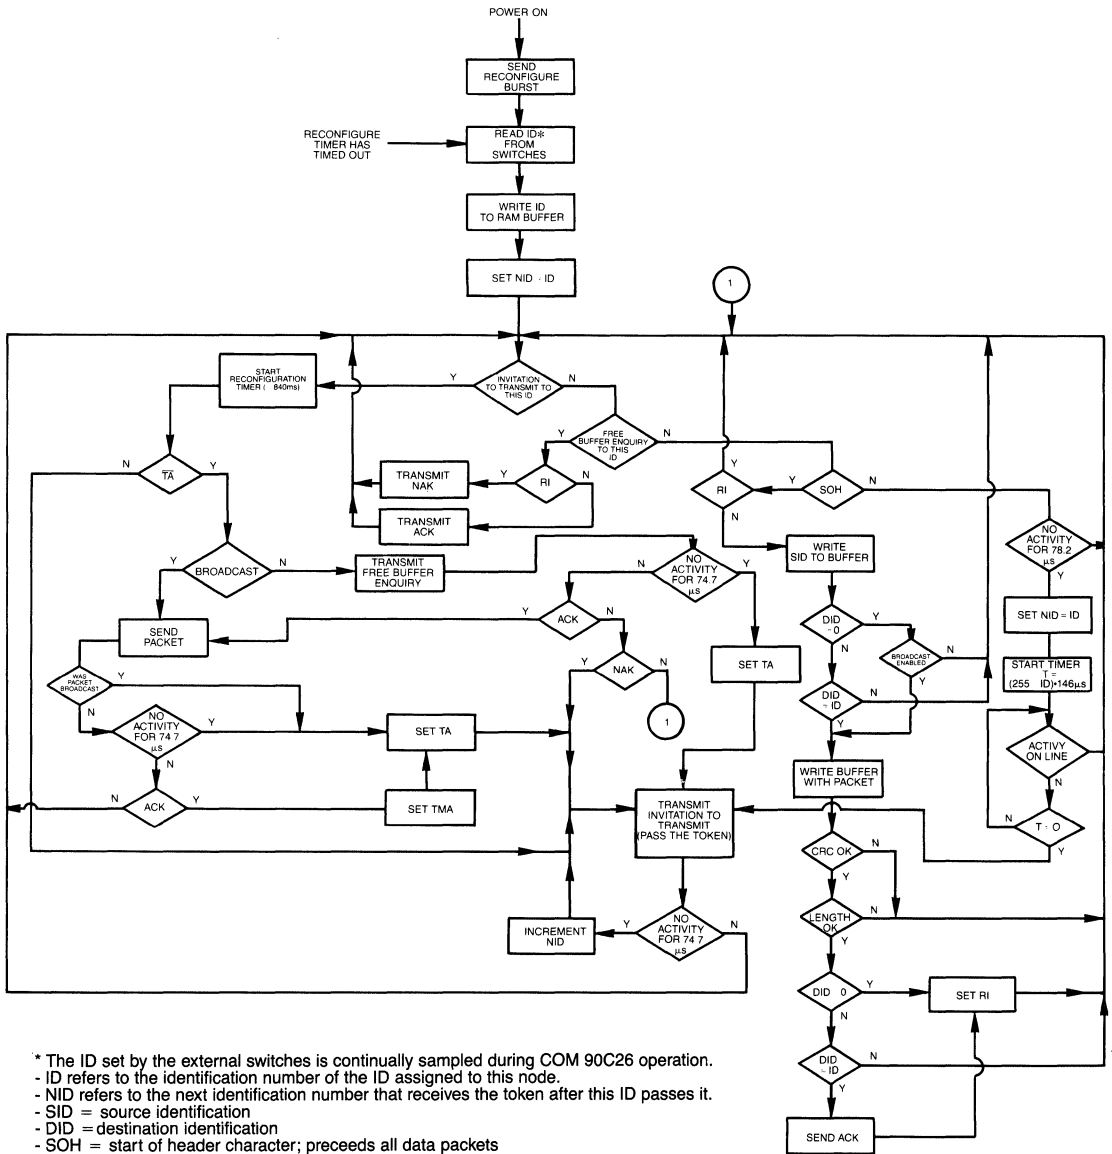 POWER ON
SEND
RECONFIGURE
BURST
RECONFIGURE
TIMER HAS
TIMED OUT
READ ID*
FROM
SWITCHES
WRITE ID
TO RAM BUFFER
SET NID : ID
1
START
RECONFIGURATION
TIMER ( 840ms)
Y
INVITATION
TO TRANSMIT TO
THIS ID
N
FREE
BUFFER ENQUIRY
TO THIS
ID
Y
N
N
TA
Y
TRANSMIT
NAK
Y
RI
N
TRANSMIT
ACK
Y
RI
N
Y
SOH
N
NO
ACTIVITY
FOR 78.2
µs
Y
Y
BROADCAST
N
TRANSMIT
FREE BUFFER
ENQUIRY
NO
ACTIVITY
FOR 74.7
µs
N
Y
WRITE
SID TO BUFFER
SET NID = ID
SEND
PACKET
Y
ACK
N
DID
=0
Y
N
BROADCAST
ENABLED
N
Y
START TIMER
T =
(255 ID)*146µs
WAS
PACKET
BROADCAST
Y
N
Y
NAK
N
SET TA
1
DID
= ID
N
Y
NO
ACTIVITY
FOR 74 7
µs
Y
N
SET TA
ACTIVY
ON LINE
N
WRITE BUFFER
WITH PACKET
N
ACK
Y
SET TMA
TRANSMIT
INVITATION TO
TRANSMIT
(PASS THE TOKEN)
N
T = O
Y
CRC OK
N
Y
LENGTH
OK
N
Y
INCREMENT
NID
Y
NO
ACTIVITY
FOR 74 7
µs
N
DID 0
Y
N
SET RI
DID
= ID
N
Y
SEND ACK
* The ID set by the external switches is continually sampled during COM 90C26 operation.
- ID refers to the identification number of the ID assigned to this node.
- NID refers to the next identification number that receives the token after this ID passes it.
- SID = source identification
- DID =destination identification
- SOH = start of header character; preceeds all data packets